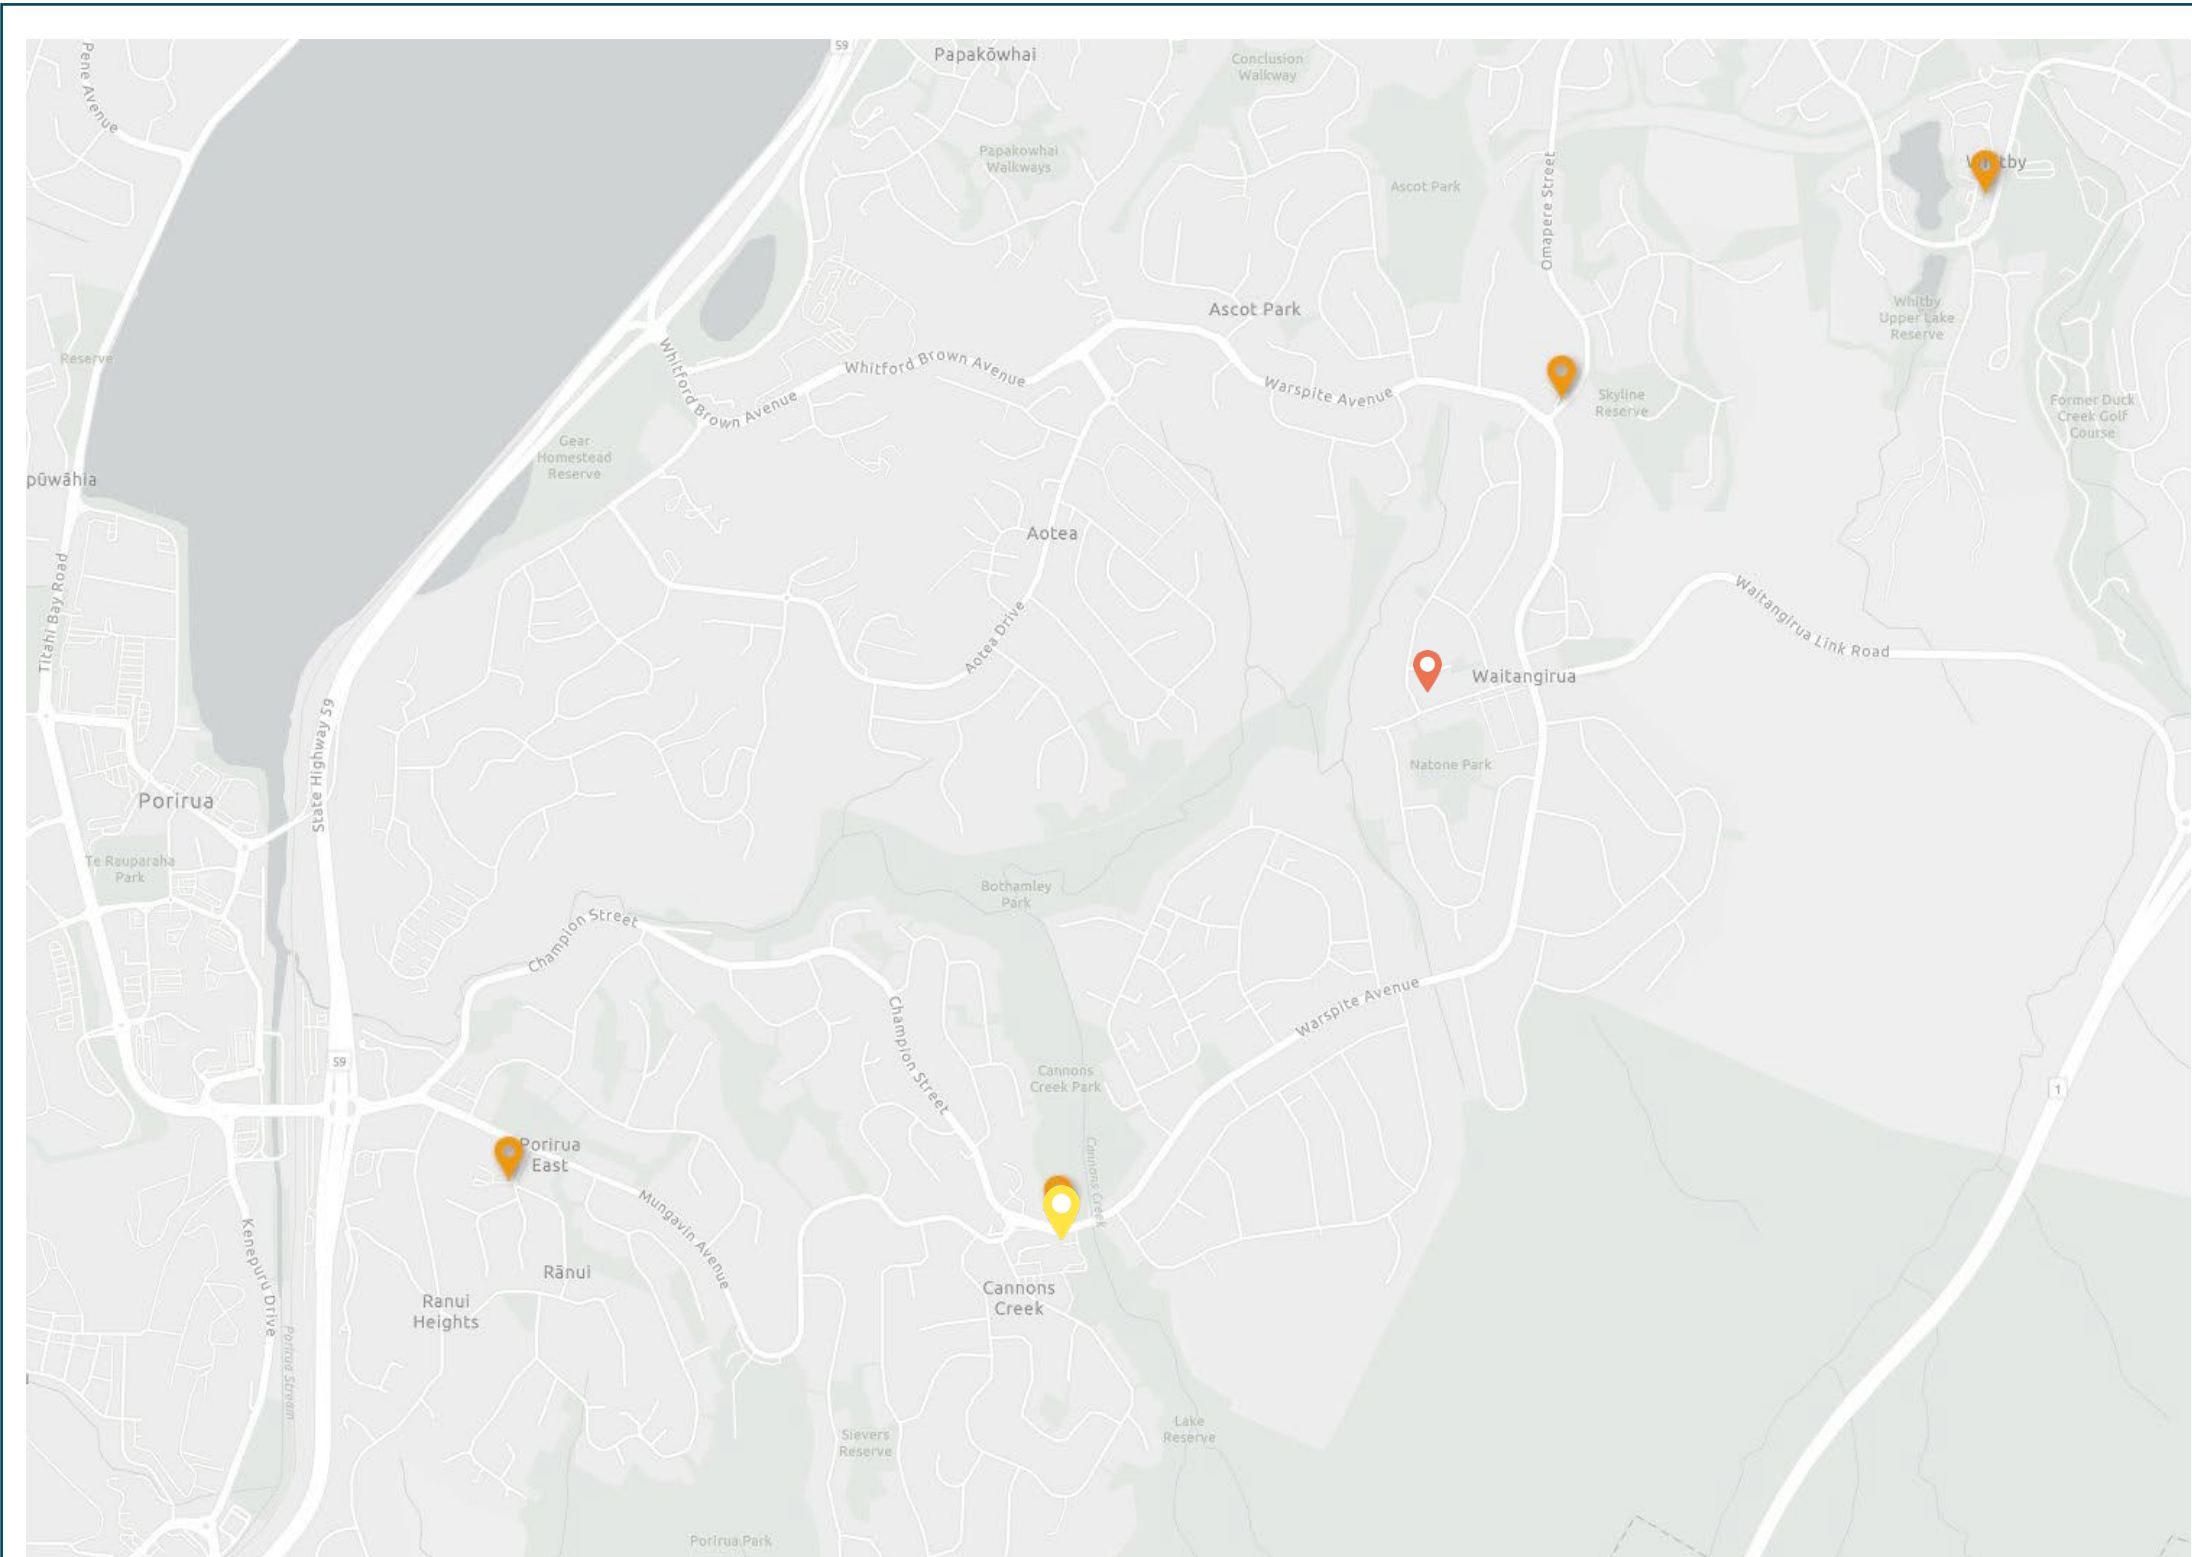 Pene Avenue
59
Papakōwhai
Conclusion
Walkway
Papakowhai
Walkways
Ascot Park
Omapere Street
Whitby
Reserve
Ascot Park
Whitby
Upper Lake
Reserve
Whitford Brown Avenue
Whitford Brown Avenue
Warspite Avenue
Skyline
Reserve
Former Duck
Creek Golf
Course
Gear
Homestead
Reserve
pūwāhia
Aotea
Titahi Bay Road
Aotea Drive
Waitangirua Link Road
Waitangirua
State Highway 59
Natone Park
Porirua
Te Rauparaha
Park
Bothamley
Park
Champion Street
Champion Street
Warspite Avenue
59
Cannons
Creek Park
1
Porirua
East
Cannons Creek
Mungavin Avenue
Kenepuru Drive
Rānui
Ranui
Heights
Cannons
Creek
Porirua Stream
Sievers
Reserve
Lake
Reserve
Porirua Park